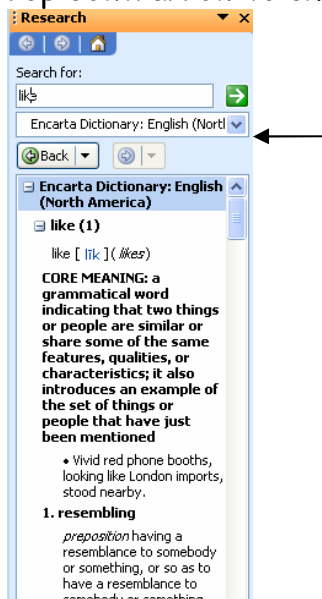 Research
Search for:
like
Encarta Dictionary: English (Nortl
Back
Encarta Dictionary: English
(North America)
like (1)
like [ līk ] ( likes)
CORE MEANING: a
grammatical word
indicating that two things
or people are similar or
share some of the same
features, qualities, or
characteristics; it also
introduces an example of
the set of things or
people that have just
been mentioned
• Vivid red phone booths,
looking like London imports,
stood nearby.
1. resembling
preposition having a
resemblance to somebody
or something, or so as to
have a resemblance to
somebody or something